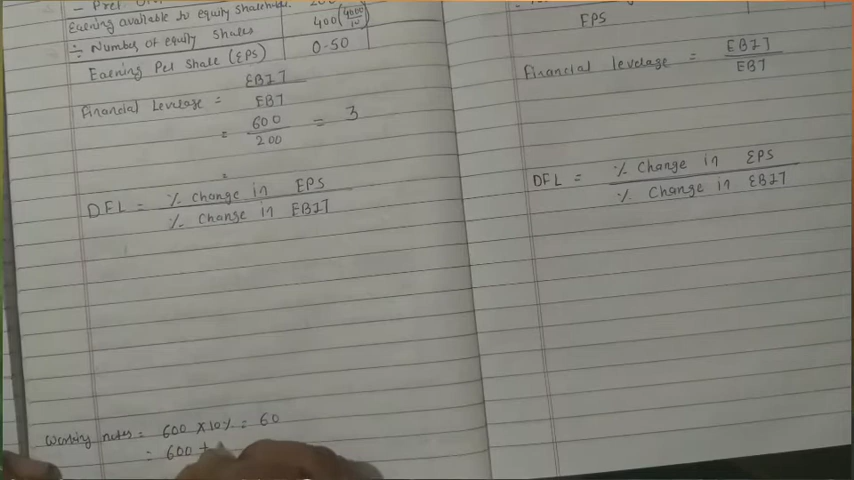 Earning available to equity shareholder
÷ Number of equity shares 400 (4000/10)
Earning Per Share (EPS) 0.50
Financial Leverage = EBIT / EBT
= 600 / 200 = 3
=
DFL = % Change in EPS / % Change in EBIT
Working notes = 600 × 10% = 60
= 600 +
EPS
Financial leverage = EBIT / EBT
DFL = % Change in EPS / % Change in EBIT